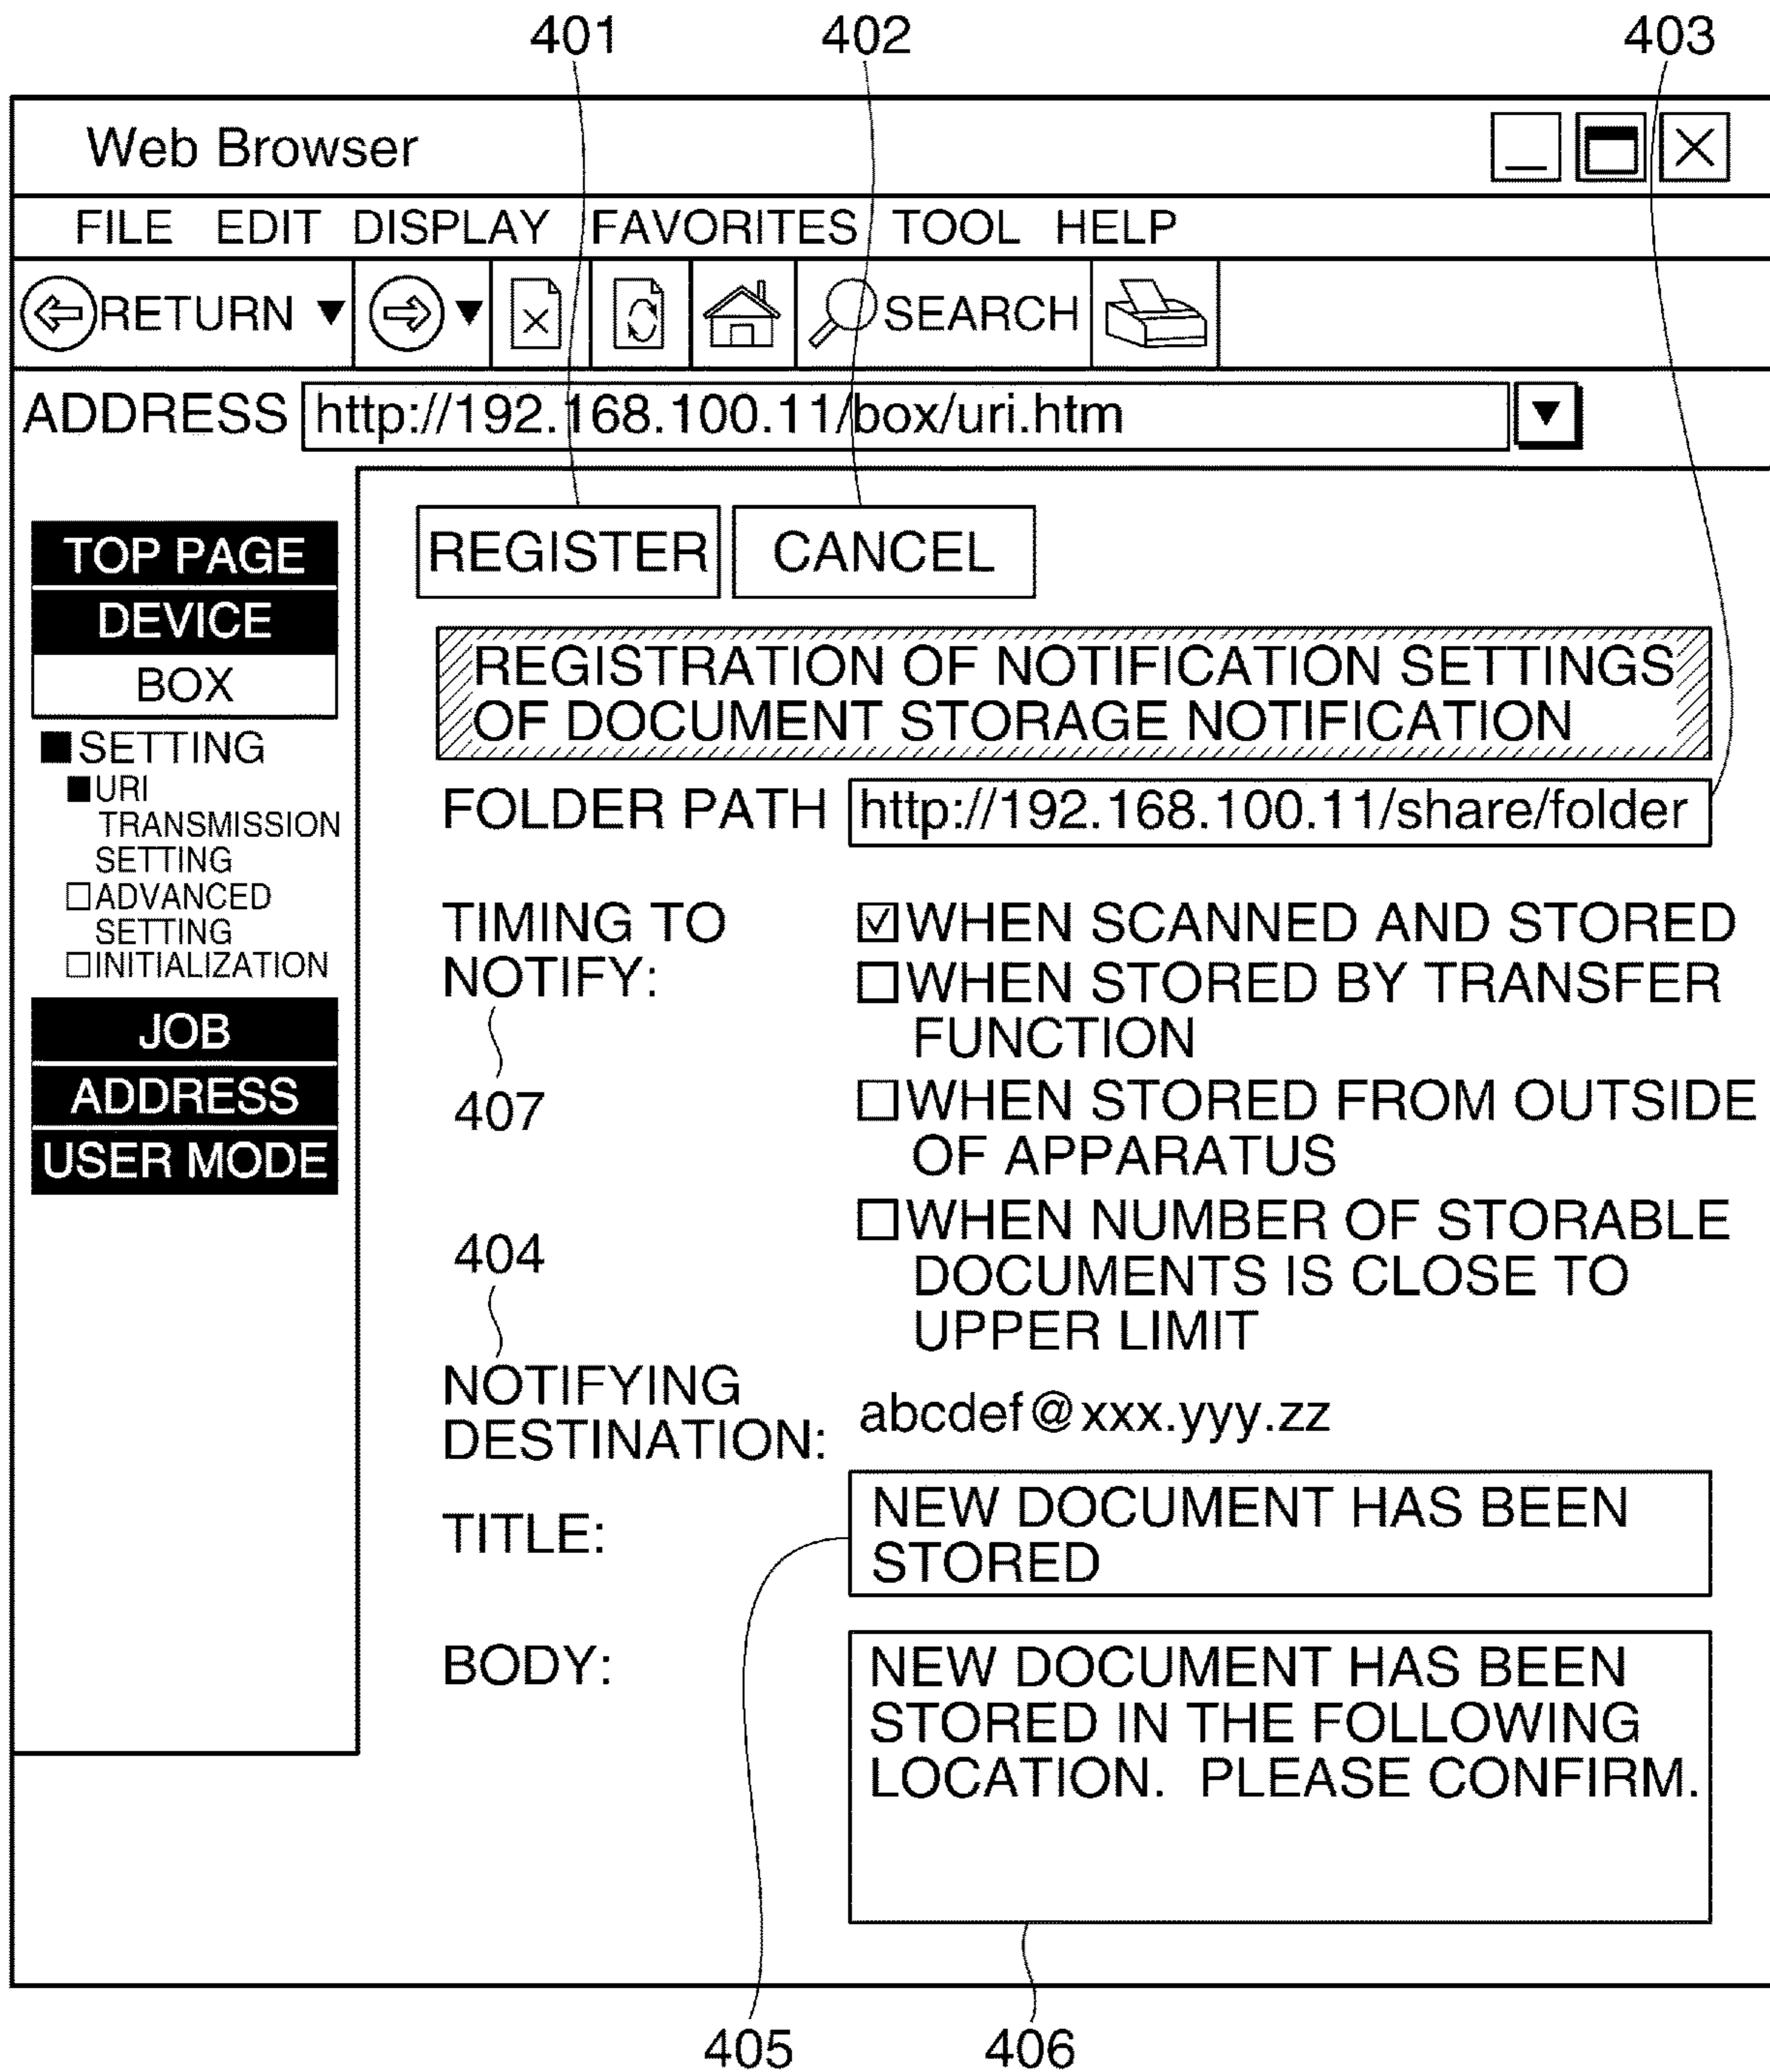 401 402 403
Web Browser
FILE EDIT DISPLAY FAVORITES TOOL HELP
RETURN SEARCH
ADDRESS http://192.168.100.11/box/uri.htm
TOP PAGE
DEVICE
BOX
SETTING
URI
TRANSMISSION
SETTING
ADVANCED
SETTING
INITIALIZATION
JOB
ADDRESS
USER MODE
REGISTER CANCEL
REGISTRATION OF NOTIFICATION SETTINGS
OF DOCUMENT STORAGE NOTIFICATION
FOLDER PATH http://192.168.100.11/share/folder
TIMING TO
NOTIFY:
407
WHEN SCANNED AND STORED
WHEN STORED BY TRANSFER
FUNCTION
WHEN STORED FROM OUTSIDE
OF APPARATUS
WHEN NUMBER OF STORABLE
DOCUMENTS IS CLOSE TO
UPPER LIMIT
404
NOTIFYING
DESTINATION:
abcdef@xxx.yyy.zz
TITLE:
NEW DOCUMENT HAS BEEN
STORED
BODY:
NEW DOCUMENT HAS BEEN
STORED IN THE FOLLOWING
LOCATION. PLEASE CONFIRM.
405 406